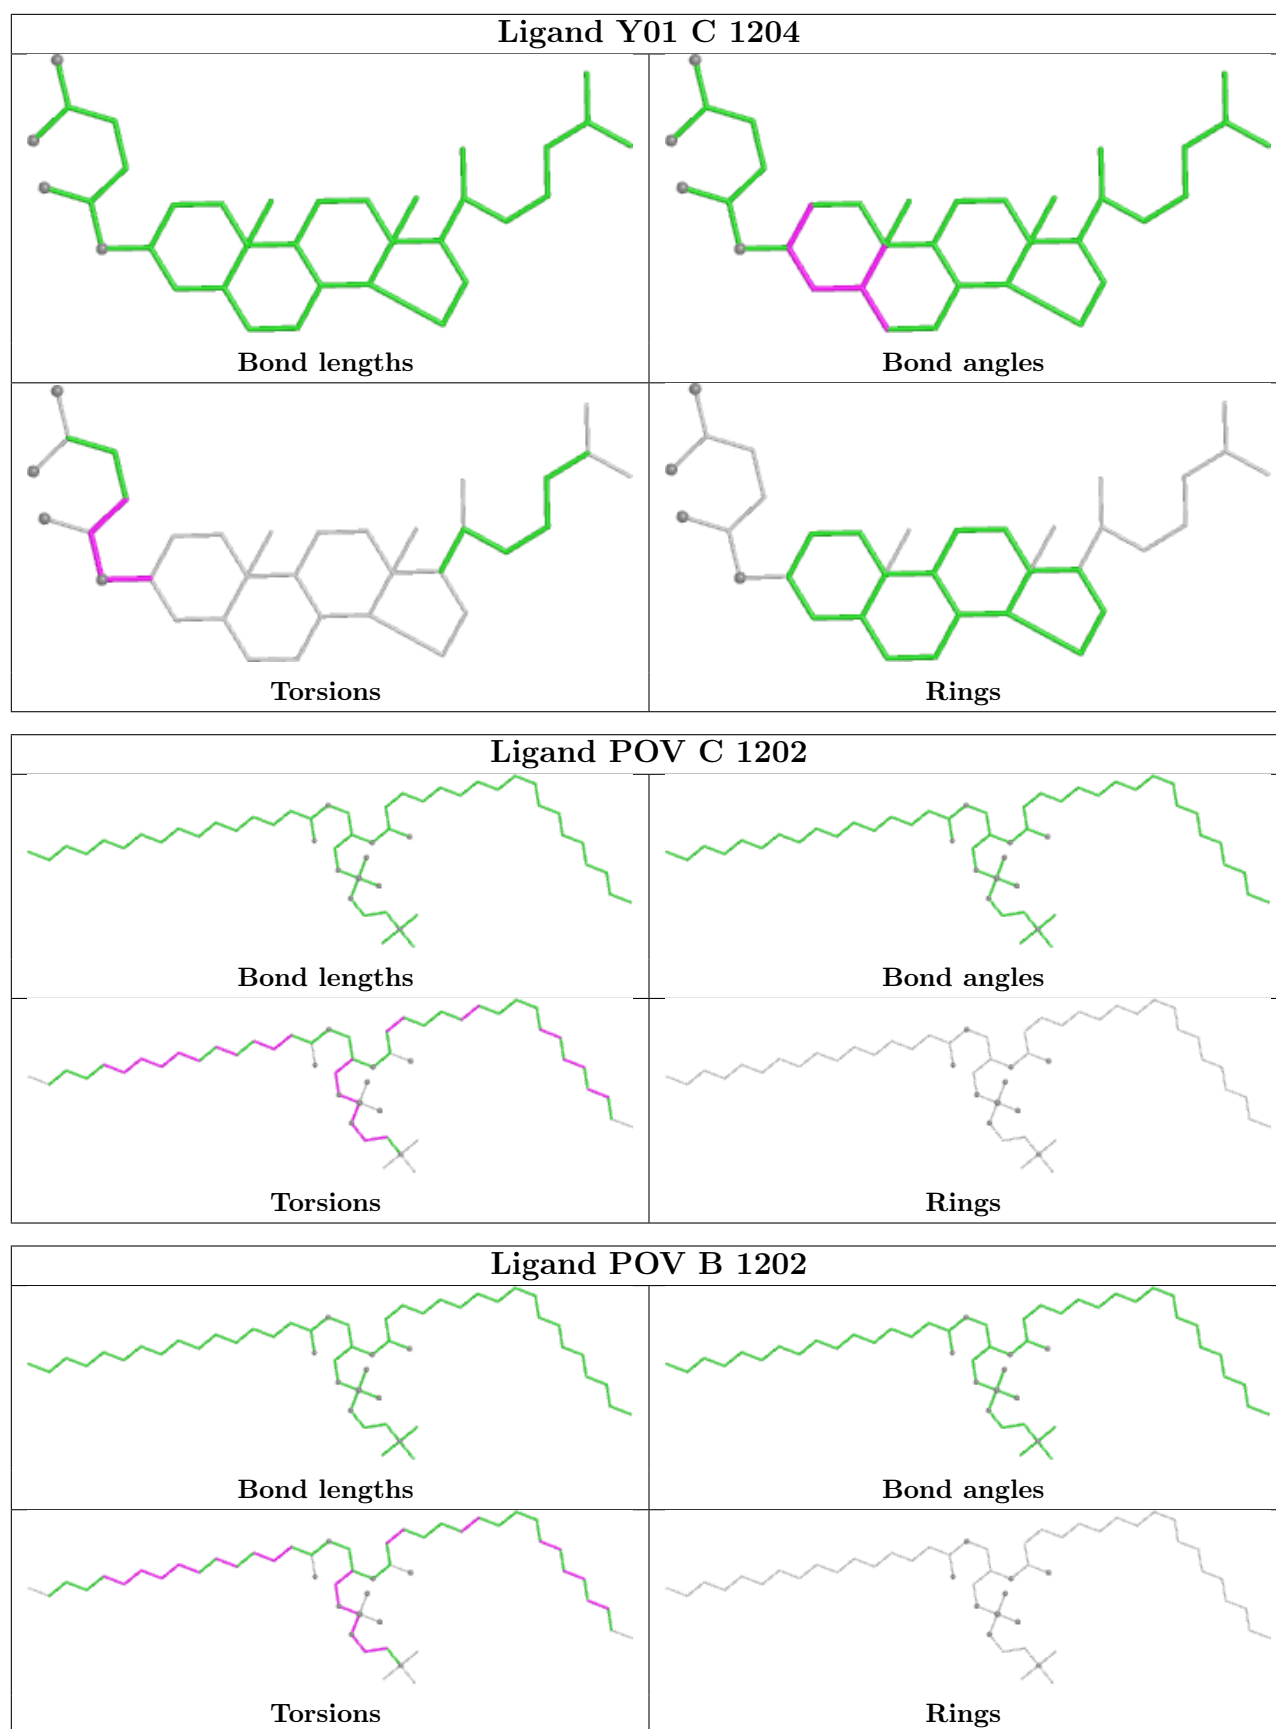 Ligand Y01 C 1204
Bond lengths
Bond angles
Torsions
Rings
Ligand POV C 1202
Bond lengths
Bond angles
Torsions
Rings
Ligand POV B 1202
Bond lengths
Bond angles
Torsions
Rings